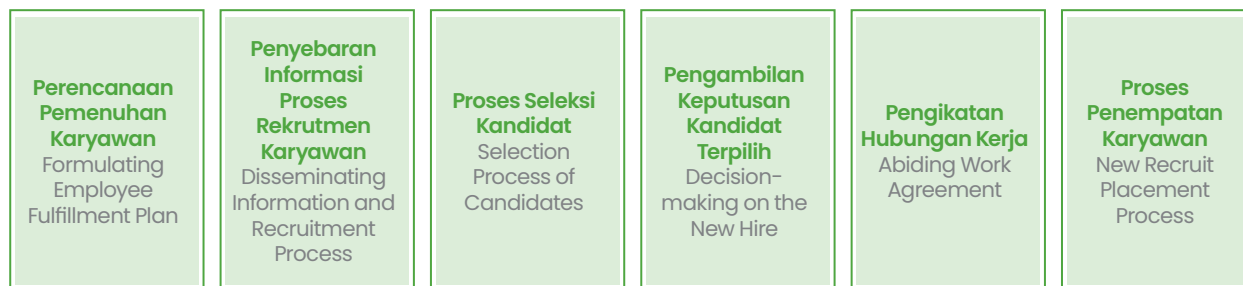 Perencanaan
Pemenuhan
Karyawan
Formulating
Employee
Fulfillment Plan
Penyebaran
Informasi
Proses
Rekrutmen
Karyawan
Disseminating
Information and
Recruitment
Process
Proses Seleksi
Kandidat
Selection
Process of
Candidates
Pengambilan
Keputusan
Kandidat
Terpilih
Decision-
making on the
New Hire
Pengikatan
Hubungan Kerja
Abiding Work
Agreement
Proses
Penempatan
Karyawan
New Recruit
Placement
Process